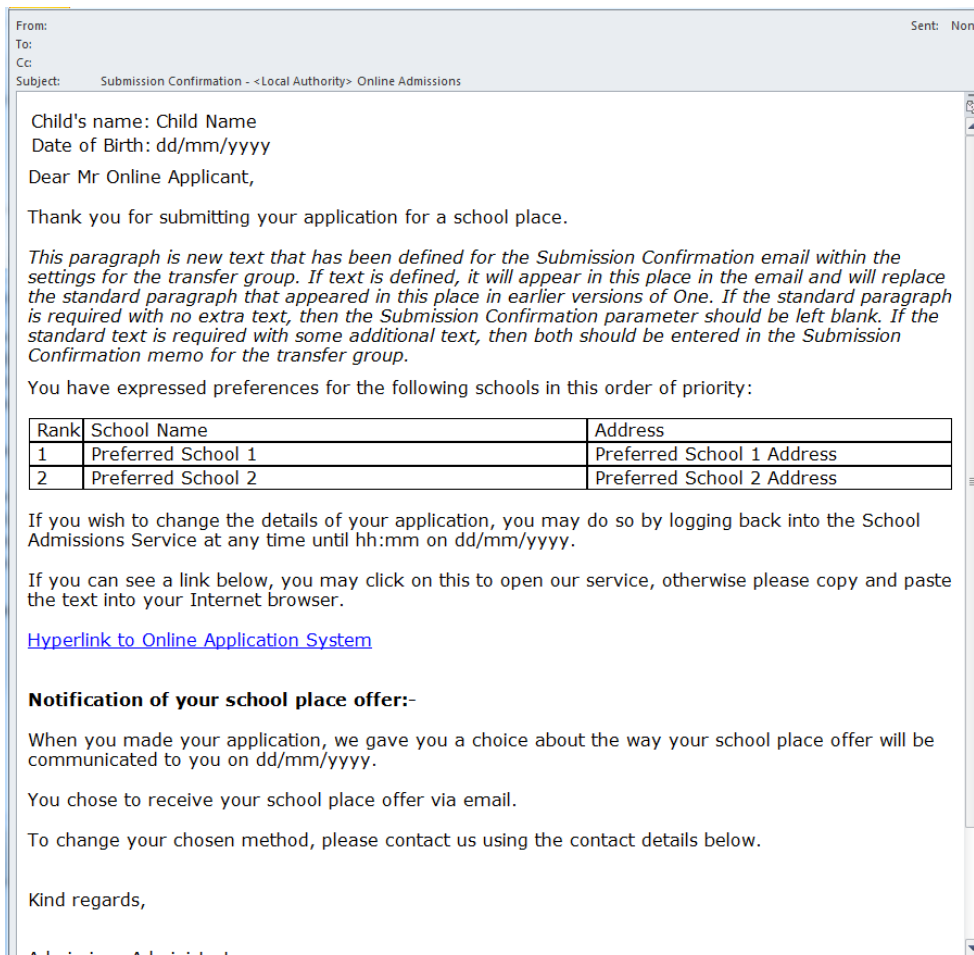 From:
Sent: Non
To:
Cc:
Subject: Submission Confirmation - <Local Authority> Online Admissions
Child's name: Child Name
Date of Birth: dd/mm/yyyy
Dear Mr Online Applicant,
Thank you for submitting your application for a school place.
This paragraph is new text that has been defined for the Submission Confirmation email within the
settings for the transfer group. If text is defined, it will appear in this place in the email and will replace
the standard paragraph that appeared in this place in earlier versions of One. If the standard paragraph
is required with no extra text, then the Submission Confirmation parameter should be left blank. If the
standard text is required with some additional text, then both should be entered in the Submission
Confirmation memo for the transfer group.
You have expressed preferences for the following schools in this order of priority:
Rank School Name Address
1 Preferred School 1 Preferred School 1 Address
2 Preferred School 2 Preferred School 2 Address
If you wish to change the details of your application, you may do so by logging back into the School
Admissions Service at any time until hh:mm on dd/mm/yyyy.
If you can see a link below, you may click on this to open our service, otherwise please copy and paste
the text into your Internet browser.
Hyperlink to Online Application System
Notification of your school place offer:-
When you made your application, we gave you a choice about the way your school place offer will be
communicated to you on dd/mm/yyyy.
You chose to receive your school place offer via email.
To change your chosen method, please contact us using the contact details below.
Kind regards,